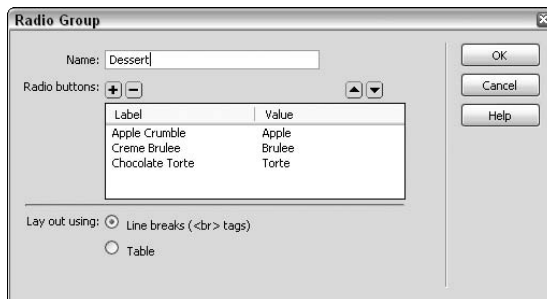 Radio Group
Name: Dessert
OK
Radio buttons:
Cancel
Label Value
Help
Apple Crumble Apple
Creme Brulee Brulee
Chocolate Torte Torte
Lay out using: Line breaks (<br> tags)
Table